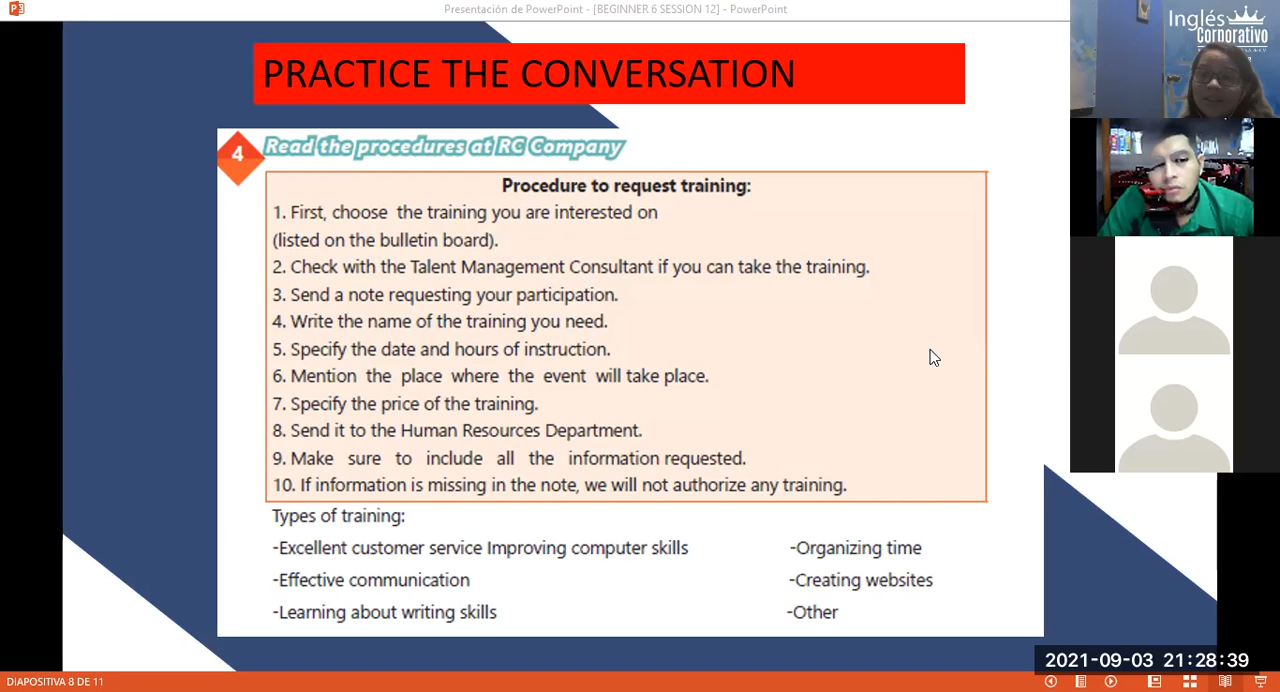 Presentación de PowerPoint - [BEGINNER 6 SESSION 12] - PowerPoint
Inglés
Corporativo
PRACTICE THE CONVERSATION
4
Read the procedures at RC Company
Procedure to request training:
1. First, choose the training you are interested on
(listed on the bulletin board).
2. Check with the Talent Management Consultant if you can take the training.
3. Send a note requesting your participation.
4. Write the name of the training you need.
5. Specify the date and hours of instruction.
6. Mention the place where the event will take place.
7. Specify the price of the training.
8. Send it to the Human Resources Department.
9. Make sure to include all the information requested.
10. If information is missing in the note, we will not authorize any training.
Types of training:
-Excellent customer service Improving computer skills
-Organizing time
-Effective communication
-Creating websites
-Learning about writing skills
-Other
2021-09-03 21:28:39
DIAPOSITIVA 8 DE 11